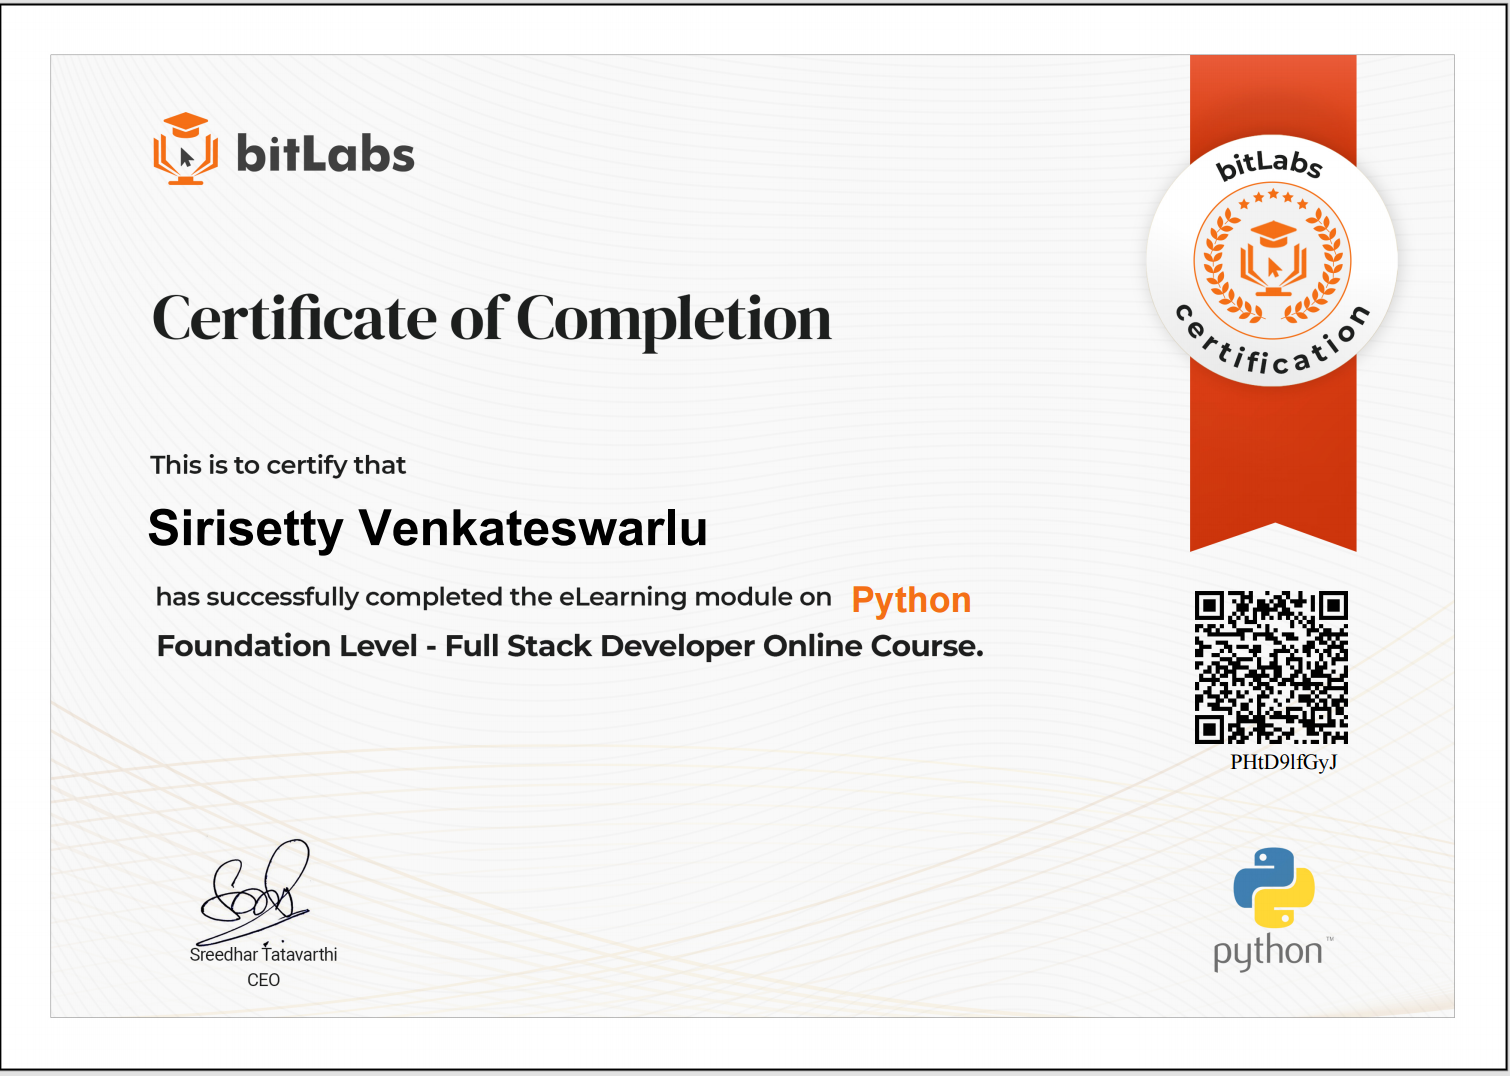 bitLabs
bitLabs
certification
Certificate of Completion
This is to certify that
Sirisetty Venkateswarlu
has successfully completed the eLearning module on Python
Foundation Level - Full Stack Developer Online Course.
PHtD9lfGyJ
Sreedhar Tatavarthi
CEO
python™